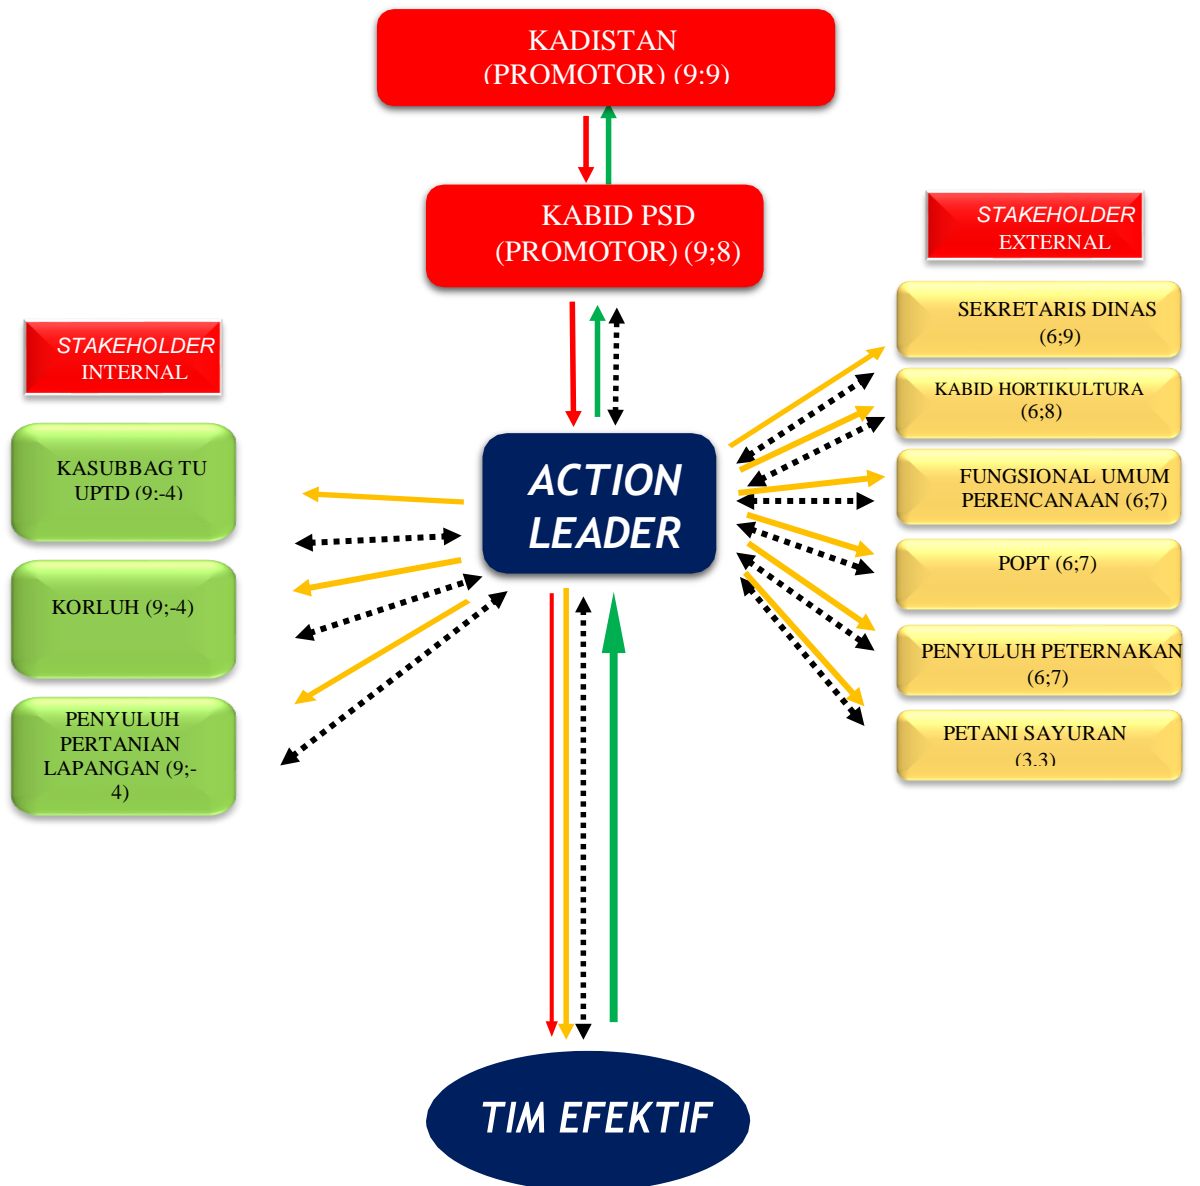 KADISTAN
(PROMOTOR) (9:9)
KABID PSD
(PROMOTOR) (9;8)
STAKEHOLDER
EXTERNAL
SEKRETARIS DINAS
(6;9)
KABID HORTIKULTURA
(6;8)
FUNGSIONAL UMUM
PERENCANAAN (6;7)
POPT (6;7)
PENYULUH PETERNAKAN
(6;7)
PETANI SAYURAN
(3.3)
STAKEHOLDER
INTERNAL
KASUBBAG TU
UPTD (9:-4)
KORLUH (9;-4)
PENYULUH
PERTANIAN
LAPANGAN (9;-
4)
ACTION
LEADER
TIM EFEKTIF